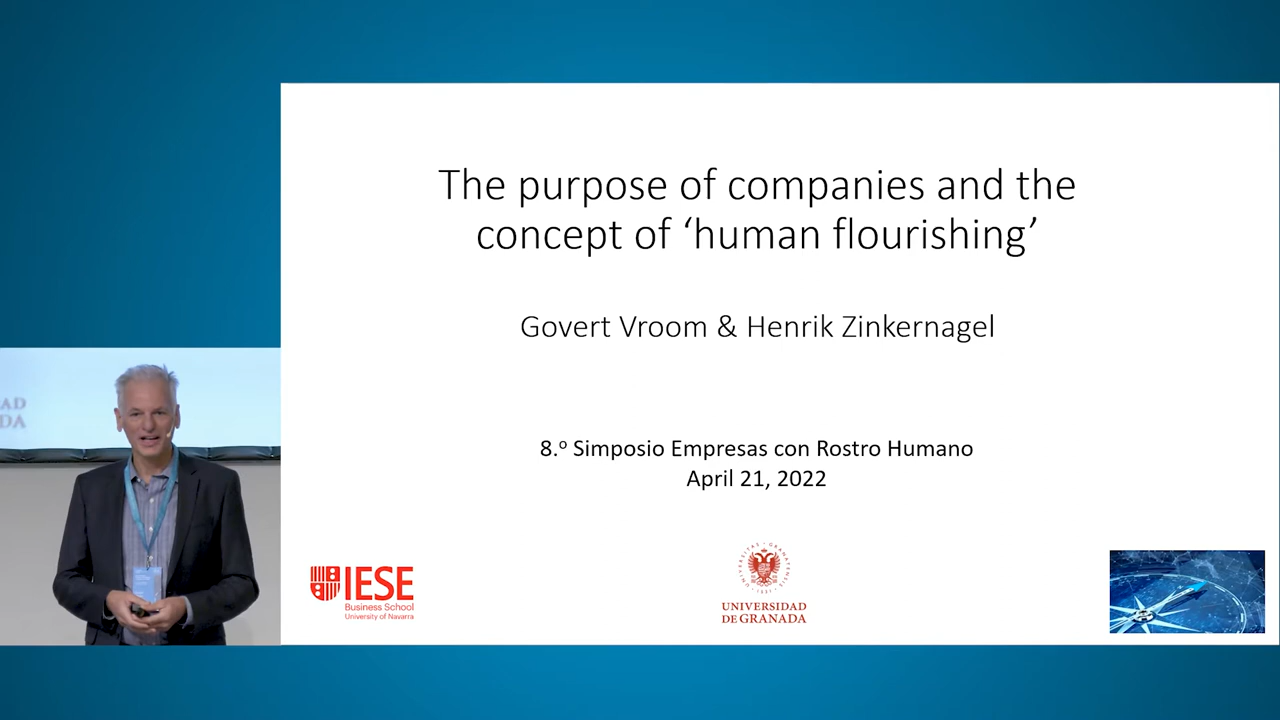 The purpose of companies and the
concept of ‘human flourishing’
Govert Vroom & Henrik Zinkernagel
8.º Simposio Empresas con Rostro Humano
April 21, 2022
AD
DA
IESE
Business School
University of Navarra
UNIVERSIDAD
DE GRANADA